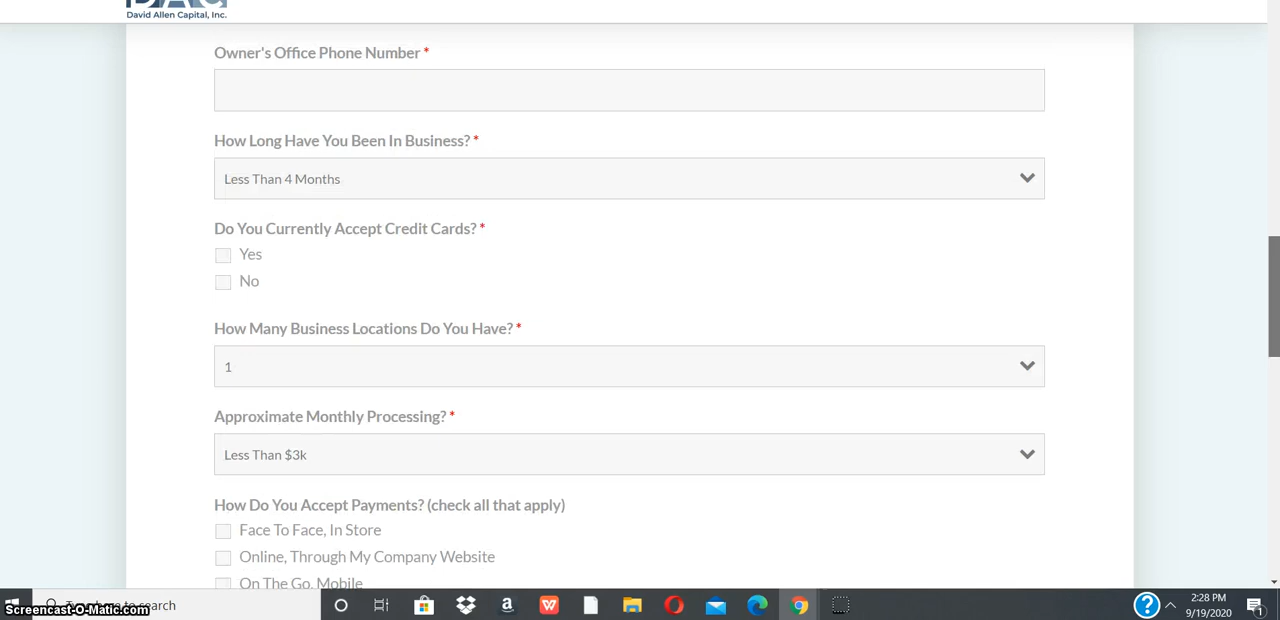 David Allen Capital, Inc.
Owner's Office Phone Number *
How Long Have You Been In Business? *
Less Than 4 Months
Do You Currently Accept Credit Cards? *
Yes
No
How Many Business Locations Do You Have? *
1
Approximate Monthly Processing? *
Less Than $3k
How Do You Accept Payments? (check all that apply)
Face To Face, In Store
Online, Through My Company Website
On The Go, Mobile
Screencast-O-Matic.com
search
2:28 PM
9/19/2020
1